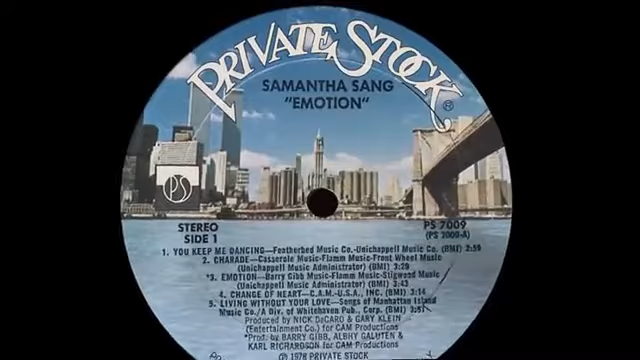 PRIVATE STOCK ®
SAMANTHA SANG
"EMOTION"
PS
STEREO
SIDE 1
PS 7009
(PS 7009-A)
1. YOU KEEP ME DANCING—Featherbed Music Co.-Unichappell Music Co. (BMI) 2:59
2. CHARADE—Casserole Music-Flamm Music-Front Wheel Music
(Unichappell Music Administrator) (BMI) 3:29
*3. EMOTION—Barry Gibb Music-Flamm Music-Stigwood Music
(Unichappell Music Administrator) (BMI) 3:43
4. CHANGE OF HEART—C.A.M.-U.S.A., INC. (BMI) 3:14
5. LIVING WITHOUT YOUR LOVE—Songs of Manhattan Island
Music Co./A Div. of Whitehaven Pub., Corp. (BMI) 3:51
Produced by NICK DeCARO & GARY KLEIN
(Entertainment Co.) for CAM Productions
*Prod. by BARRY GIBB, ALBHY GALUTEN &
KARL RICHARDSON for CAM Productions
℗ 1978 PRIVATE STOCK